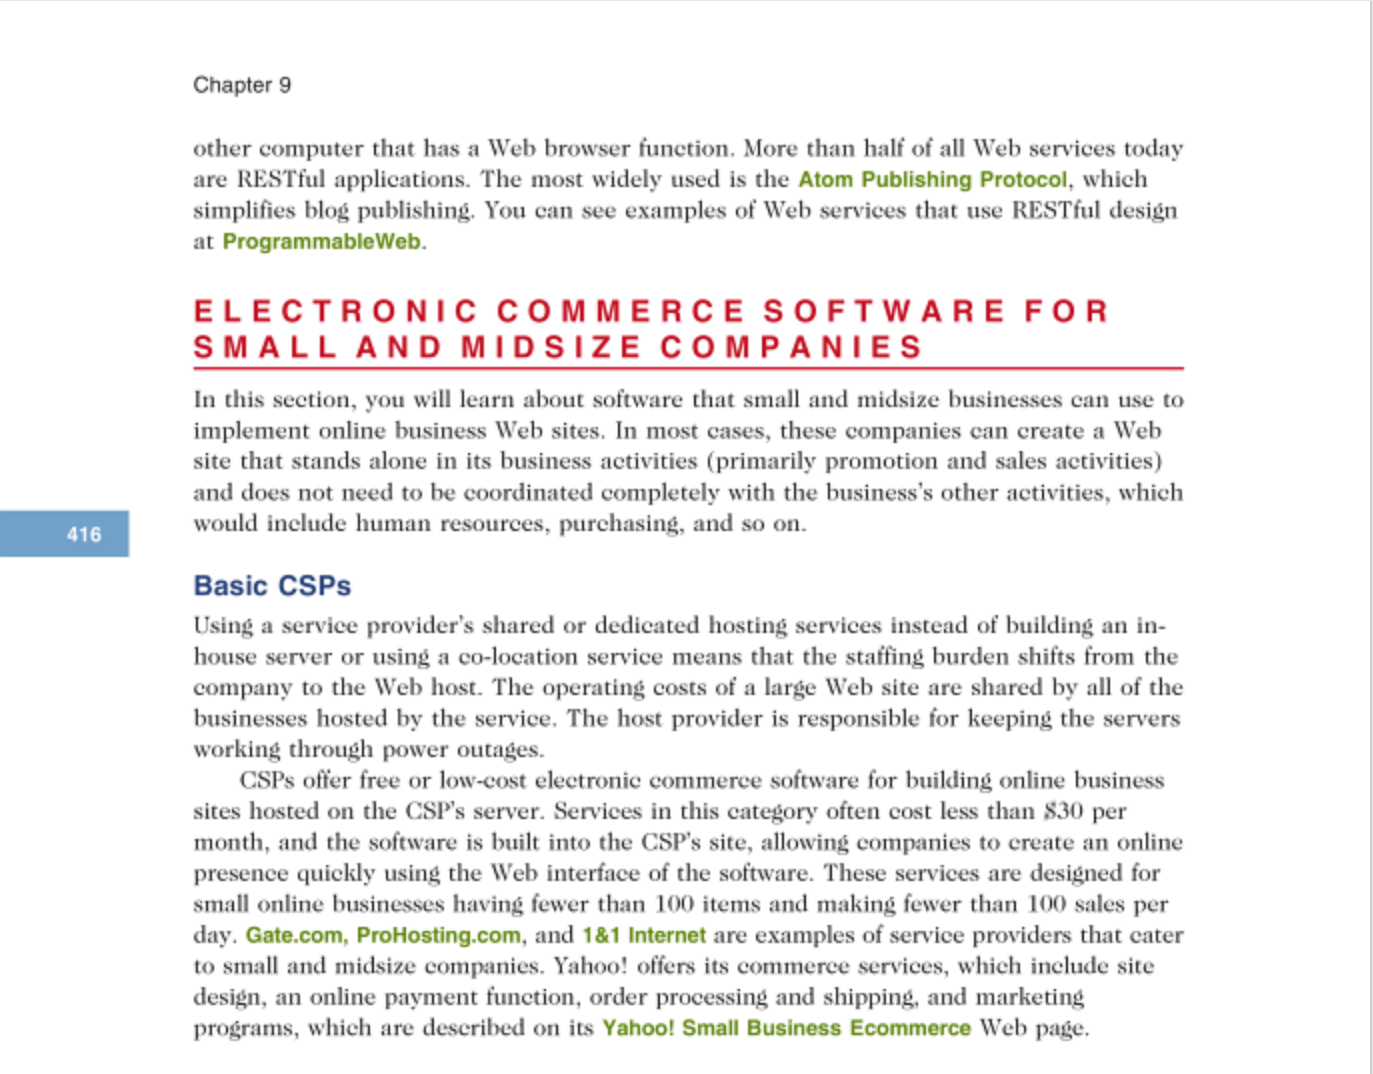 Chapter 9
other computer that has a Web browser function. More than half of all Web services today
are RESTful applications. The most widely used is the Atom Publishing Protocol, which
simplifies blog publishing. You can see examples of Web services that use RESTful design
at ProgrammableWeb.
ELECTRONIC COMMERCE SOFTWARE FOR
SMALL AND MIDSIZE COMPANIES
In this section, you will learn about software that small and midsize businesses can use to
implement online business Web sites. In most cases, these companies can create a Web
site that stands alone in its business activities (primarily promotion and sales activities)
and does not need to be coordinated completely with the business's other activities, which
would include human resources, purchasing, and so on.
416
Basic CSPs
Using a service provider's shared or dedicated hosting services instead of building an in-
house server or using a co-location service means that the staffing burden shifts from the
company to the Web host. The operating costs of a large Web site are shared by all of the
businesses hosted by the service. The host provider is responsible for keeping the servers
working through power outages.
CSPs offer free or low-cost electronic commerce software for building online business
sites hosted on the CSP's server. Services in this category often cost less than $30 per
month, and the software is built into the CSP's site, allowing companies to create an online
presence quickly using the Web interface of the software. These services are designed for
small online businesses having fewer than 100 items and making fewer than 100 sales per
day. Gate.com, ProHosting.com, and 1&1 Internet are examples of service providers that cater
to small and midsize companies. Yahoo! offers its commerce services, which include site
design, an online payment function, order processing and shipping, and marketing
programs, which are described on its Yahoo! Small Business Ecommerce Web page.